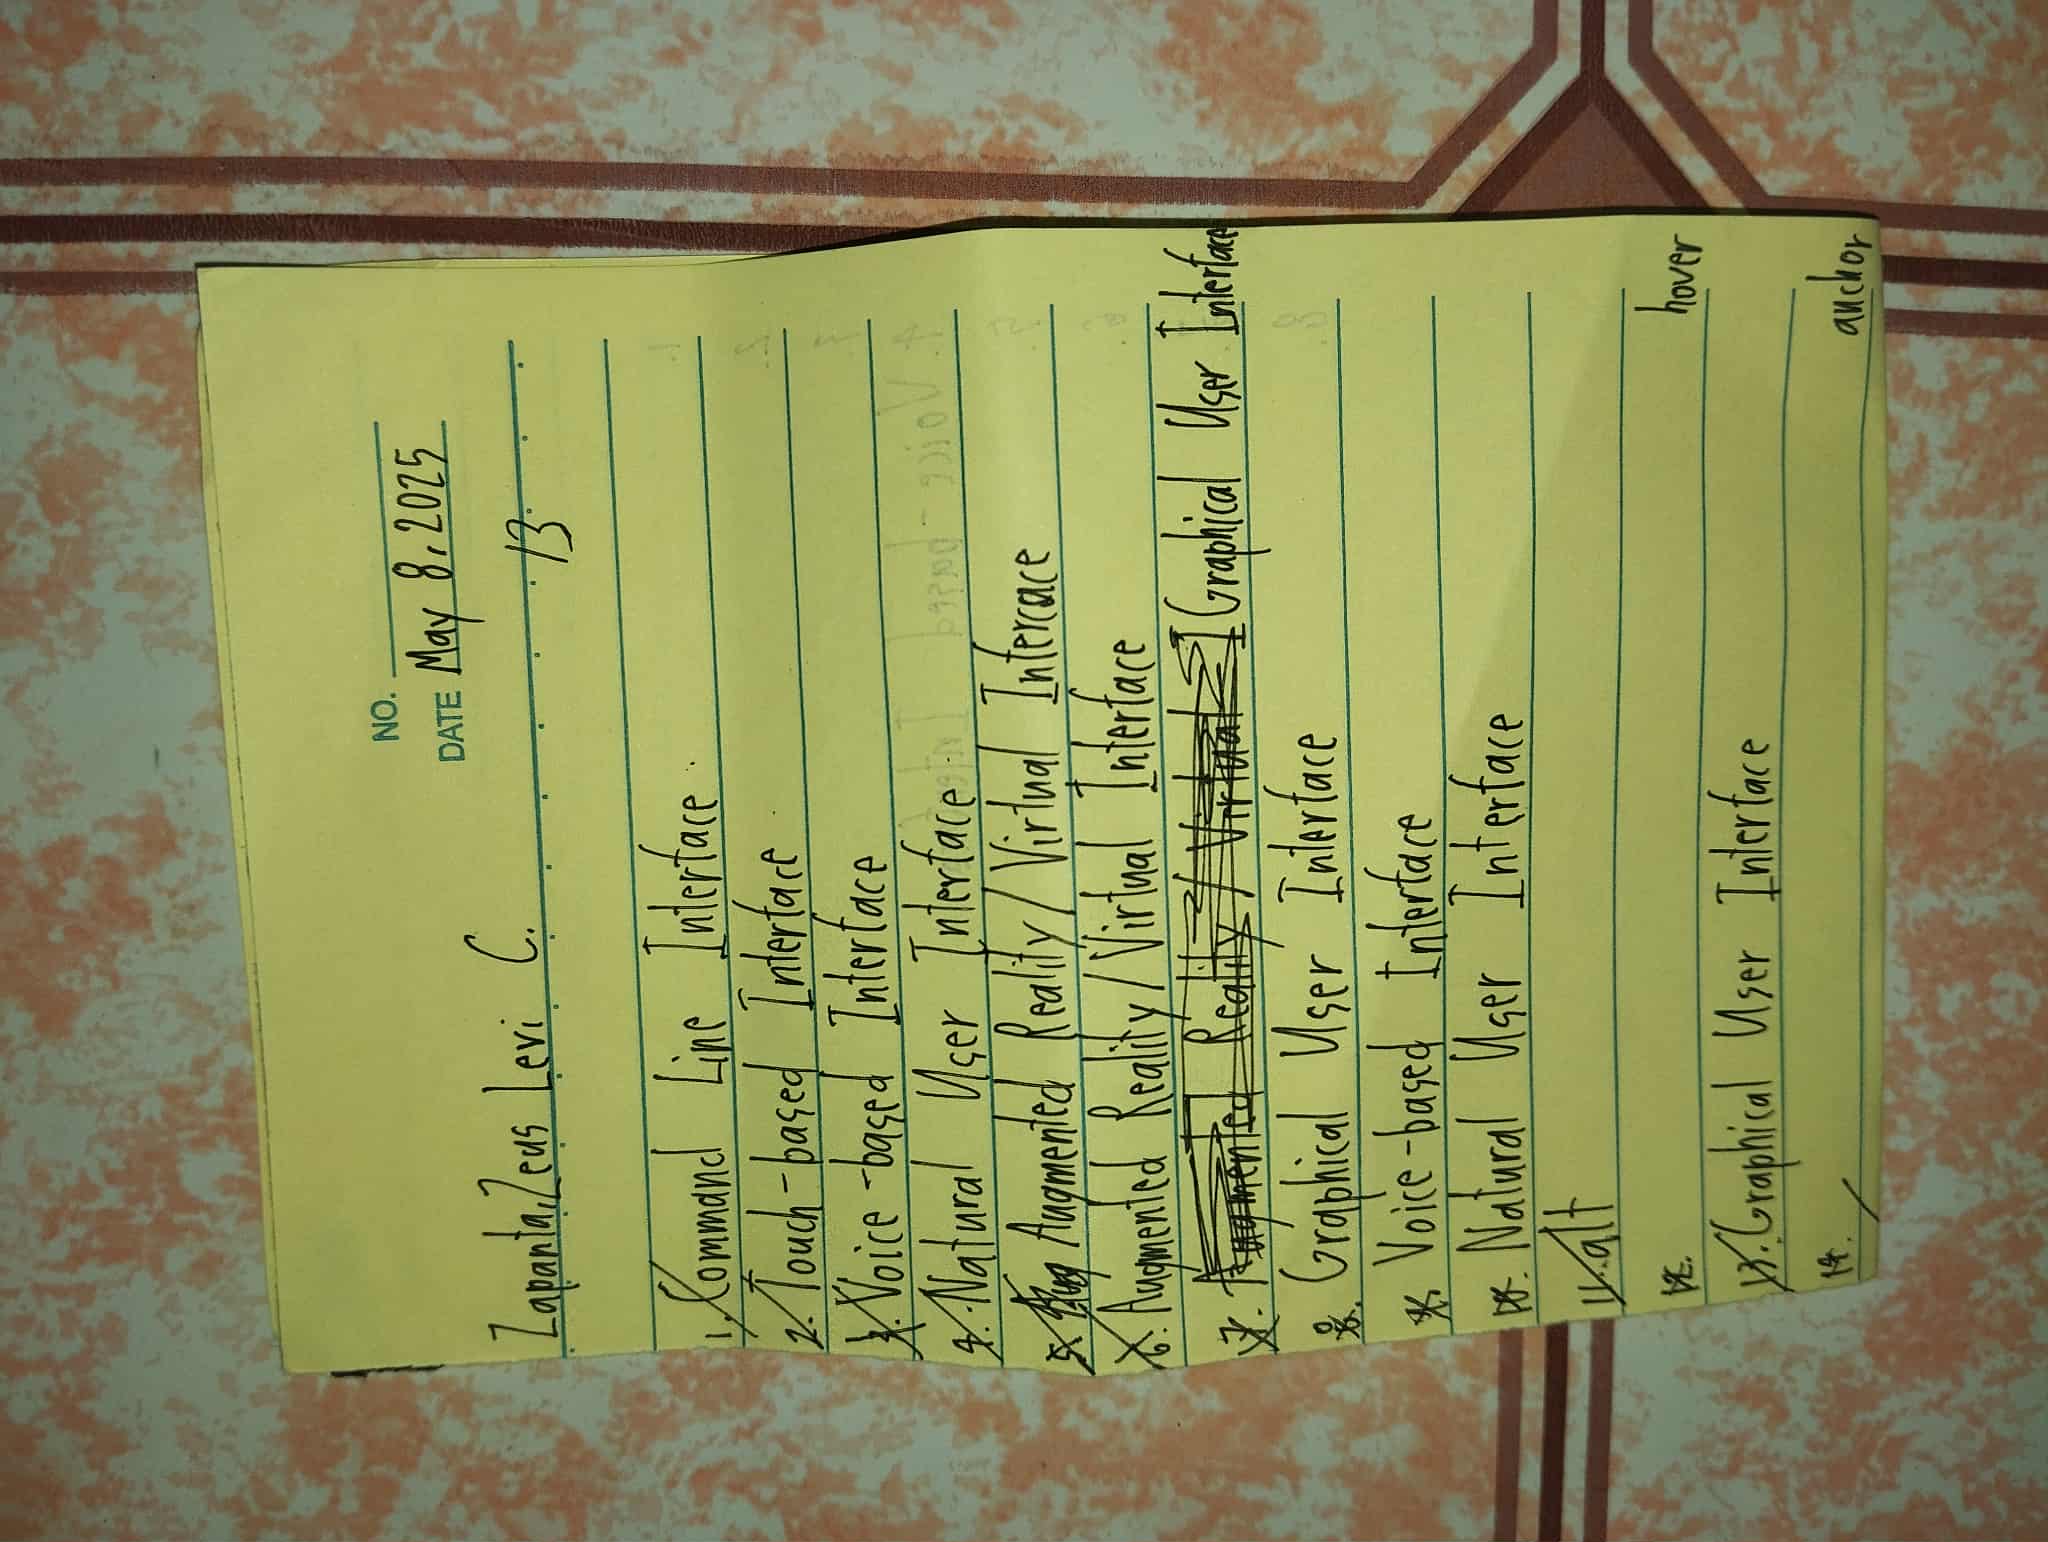 NO.
DATE May 8, 2025
Zapanta, Zeus Levi C. 13
1. Command Line Interface
2. Touch-based Interface
3. Voice-based Interface
4. Natural User Interface
5. Aug Augmented Reality/Virtual Intercace
6. Augmented Reality/Virtual Interface
7. Augmented Reality/Virtual I Graphical User Interface
8. Graphical User Interface
9. Voice-based Interface
10. Natural User Interface
11. alt
12. hover
13. Graphical User Interface
14. anchor